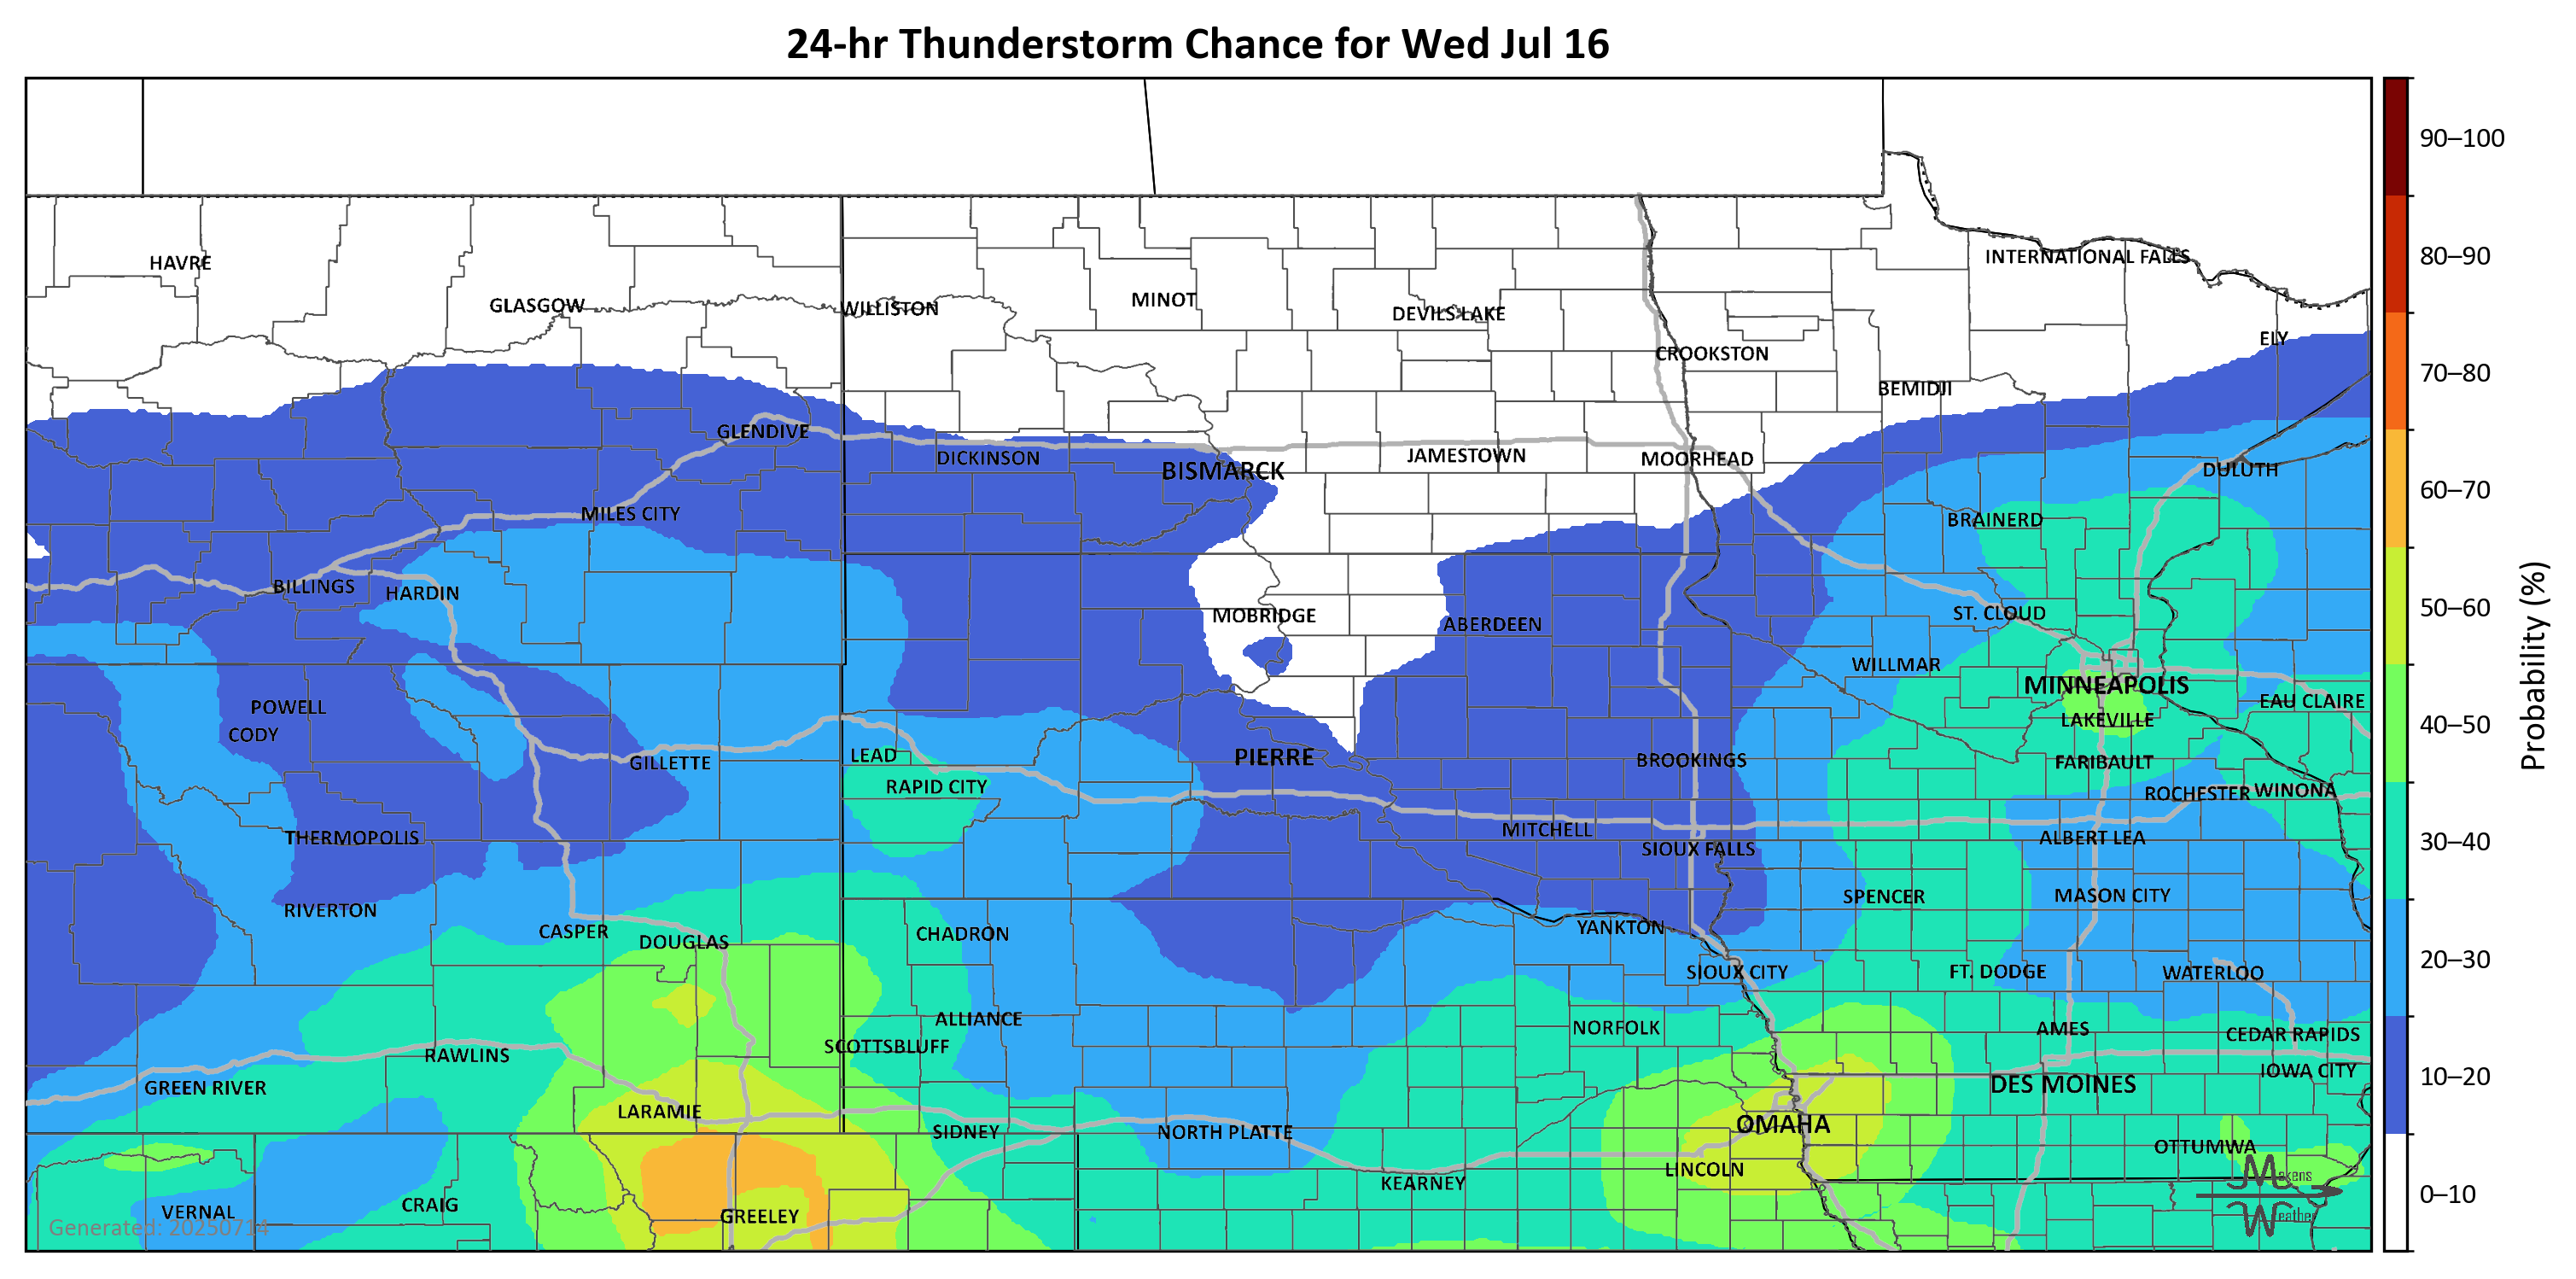 24-hr Thunderstorm Chance for Wed Jul 16
90–100
80–90
70–80
60–70
50–60
40–50
30–40
20–30
10–20
0–10
Probability (%)
HAVRE
INTERNATIONAL FALLS
GLASGOW
WILLISTON
MINOT
DEVILS LAKE
ELY
CROOKSTON
BEMIDJI
GLENDIVE
DICKINSON
BISMARCK
JAMESTOWN
MOORHEAD
DULUTH
MILES CITY
BRAINERD
BILLINGS
HARDIN
MOBRIDGE
ABERDEEN
ST. CLOUD
WILLMAR
MINNEAPOLIS
EAU CLAIRE
POWELL
CODY
LAKEVILLE
GILLETTE
LEAD
PIERRE
BROOKINGS
FARIBAULT
RAPID CITY
ROCHESTER
WINONA
THERMOPOLIS
MITCHELL
ALBERT LEA
SIOUX FALLS
RIVERTON
SPENCER
MASON CITY
CASPER
DOUGLAS
CHADRON
YANKTON
SIOUX CITY
FT. DODGE
WATERLOO
ALLIANCE
NORFOLK
AMES
CEDAR RAPIDS
RAWLINS
SCOTTSBLUFF
GREEN RIVER
DES MOINES
IOWA CITY
LARAMIE
SIDNEY
NORTH PLATTE
OMAHA
OTTUMWA
LINCOLN
KEARNEY
VERNAL
CRAIG
GREELEY
Generated: 20250714
Makens
Weather